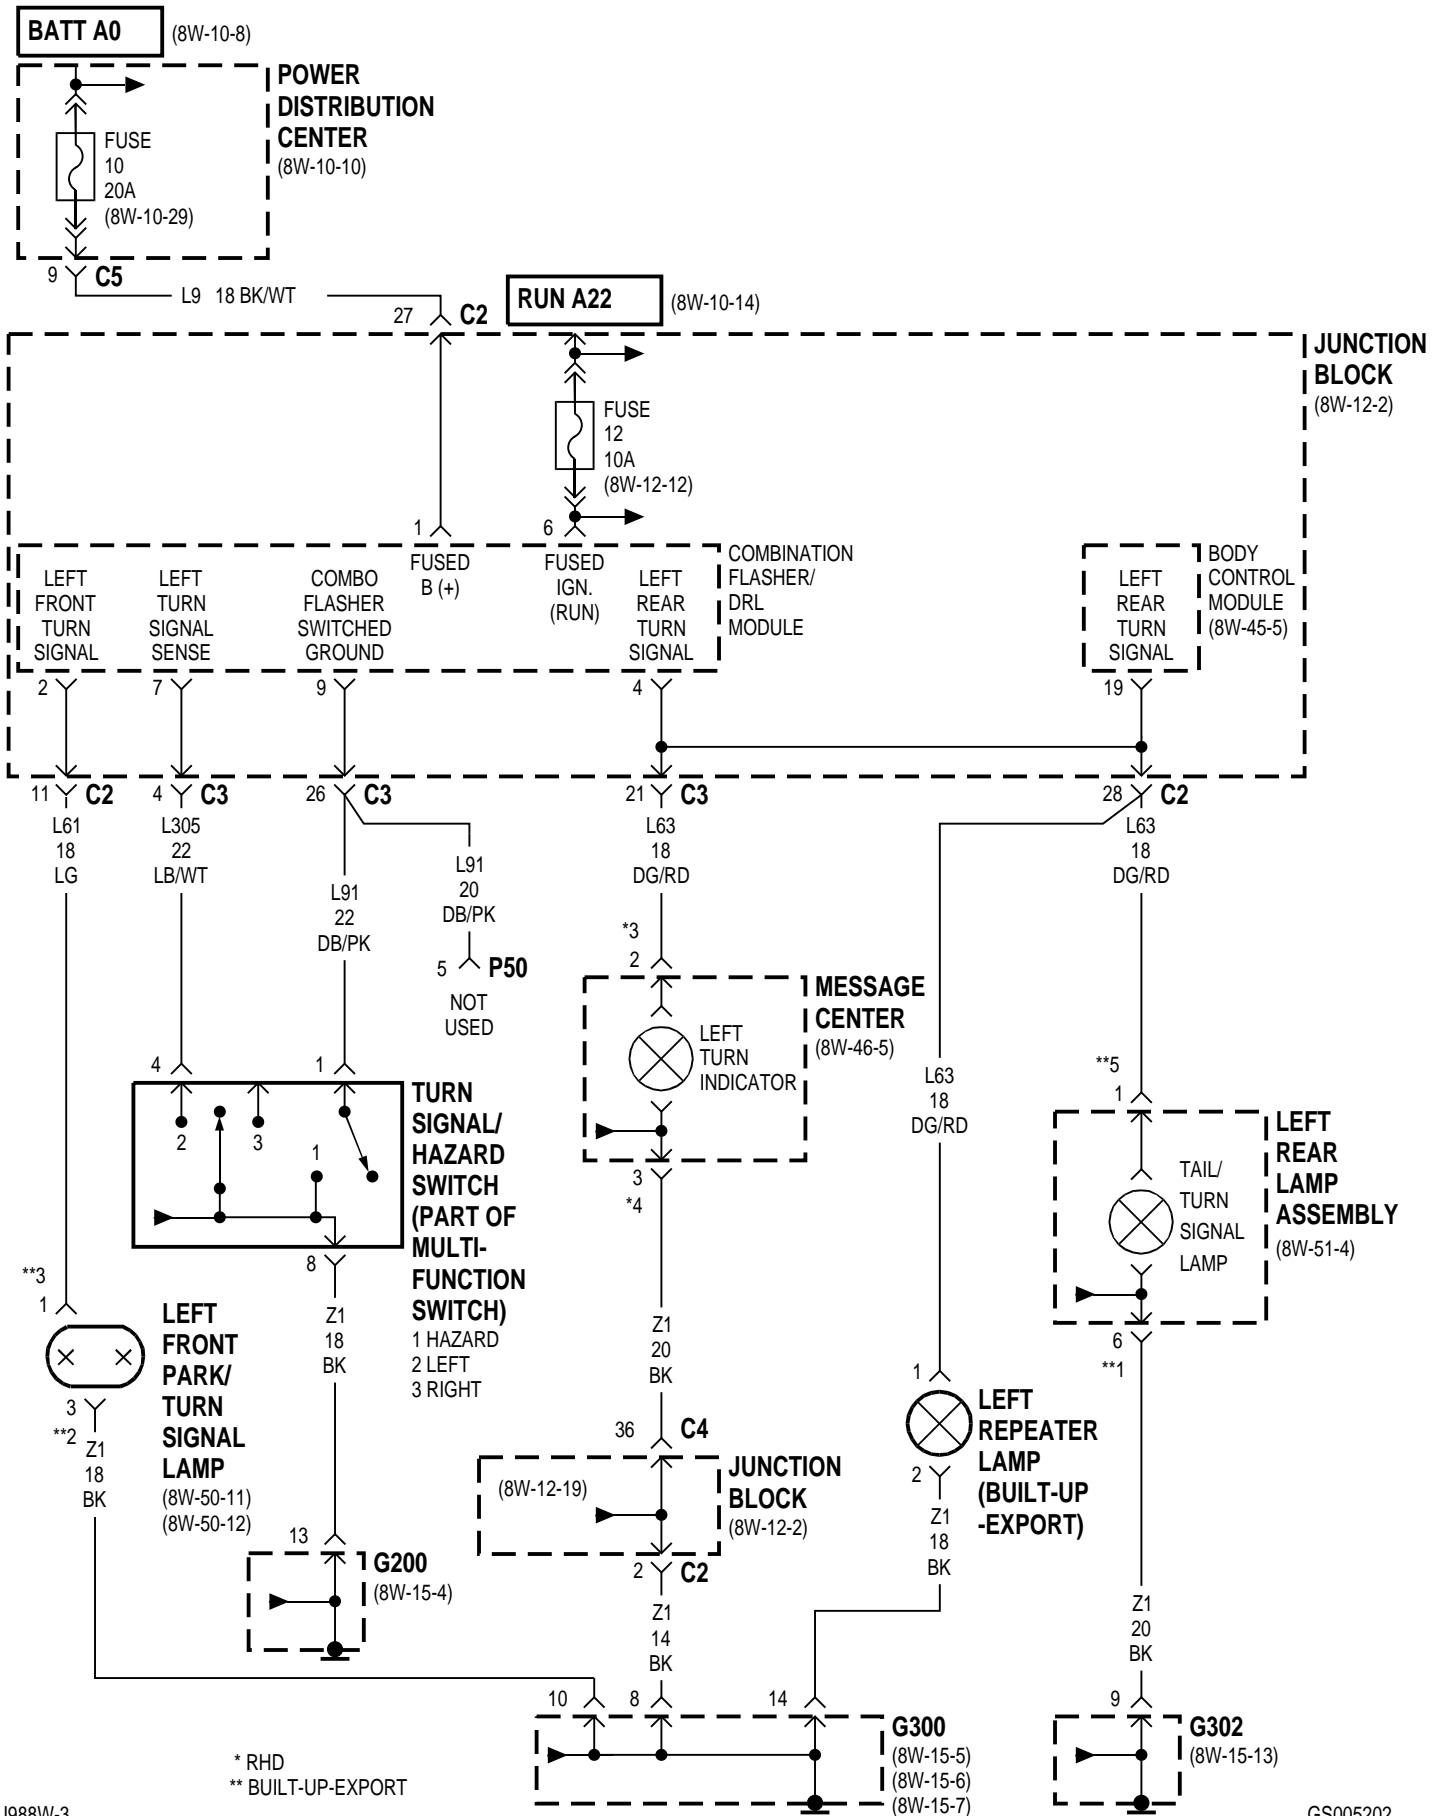 BATT A0 (8W-10-8)
POWER
DISTRIBUTION
CENTER
(8W-10-10)
FUSE
10
20A
(8W-10-29)
9 C5
L9 18 BK/WT
27 C2
RUN A22 (8W-10-14)
JUNCTION
BLOCK
(8W-12-2)
FUSE
12
10A
(8W-12-12)
1
6
FUSED
B (+)
FUSED
IGN.
(RUN)
LEFT
FRONT
TURN
SIGNAL
LEFT
TURN
SIGNAL
SENSE
COMBO
FLASHER
SWITCHED
GROUND
LEFT
REAR
TURN
SIGNAL
COMBINATION
FLASHER/
DRL
MODULE
LEFT
REAR
TURN
SIGNAL
BODY
CONTROL
MODULE
(8W-45-5)
2
7
9
4
19
11 C2
4 C3
26 C3
21 C3
28 C2
L61
18
LG
L305
22
LB/WT
L91
22
DB/PK
L91
20
DB/PK
5 P50
NOT
USED
L63
18
DG/RD
L63
18
DG/RD
*3
2
MESSAGE
CENTER
(8W-46-5)
LEFT
TURN
INDICATOR
3
*4
L63
18
DG/RD
**5
1
LEFT
REAR
LAMP
ASSEMBLY
(8W-51-4)
TAIL/
TURN
SIGNAL
LAMP
6
**1
4
1
2
3
1
TURN
SIGNAL/
HAZARD
SWITCH
(PART OF
MULTI-
FUNCTION
SWITCH)
1 HAZARD
2 LEFT
3 RIGHT
8
Z1
18
BK
**3
1
LEFT
FRONT
PARK/
TURN
SIGNAL
LAMP
(8W-50-11)
(8W-50-12)
3
**2
Z1
18
BK
13
G200
(8W-15-4)
Z1
20
BK
36 C4
(8W-12-19)
JUNCTION
BLOCK
(8W-12-2)
2 C2
Z1
14
BK
1
LEFT
REPEATER
LAMP
(BUILT-UP
-EXPORT)
2
Z1
18
BK
Z1
20
BK
10
8
14
9
G300
(8W-15-5)
(8W-15-6)
(8W-15-7)
G302
(8W-15-13)
* RHD
** BUILT-UP-EXPORT
J988W-3
GS005202